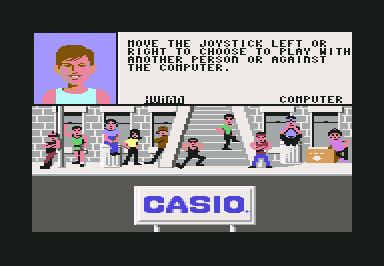 MOVE THE JOYSTICK LEFT OR
RIGHT TO CHOOSE TO PLAY WITH
ANOTHER PERSON OR AGAINST
THE COMPUTER.
COMPUTER
CASIO